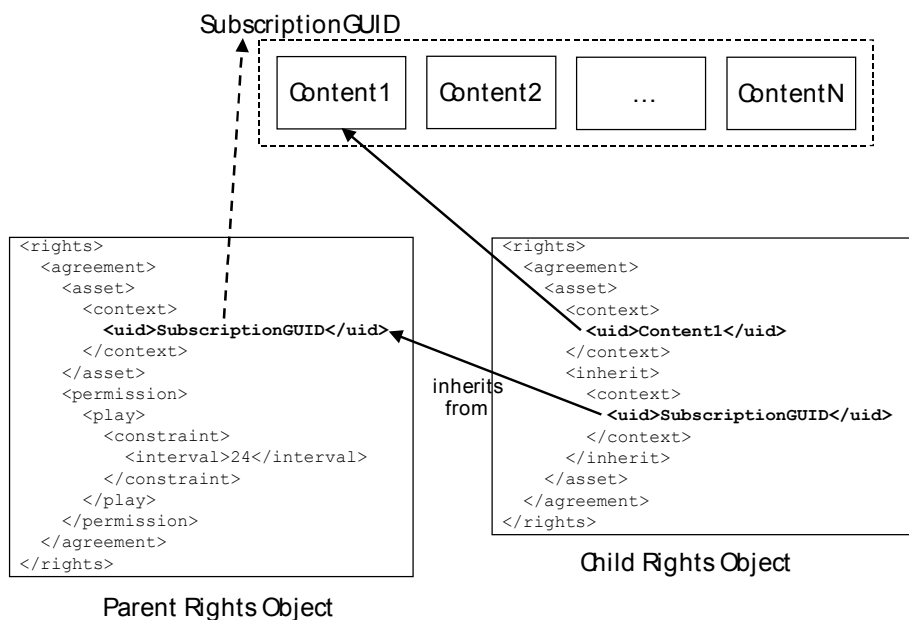 SubscriptionGUID
Content1
Content2
...
ContentN
<rights>
<agreement>
<asset>
<context>
<uid>SubscriptionGUID</uid>
</context>
</asset>
<permission>
<play>
<constraint>
<interval>24</interval>
</constraint>
</play>
</permission>
</agreement>
</rights>
Parent Rights Object
inherits
from
<rights>
<agreement>
<asset>
<context>
<uid>Content1</uid>
</context>
<inherit>
<context>
<uid>SubscriptionGUID</uid>
</context>
</inherit>
</asset>
</agreement>
</rights>
Child Rights Object